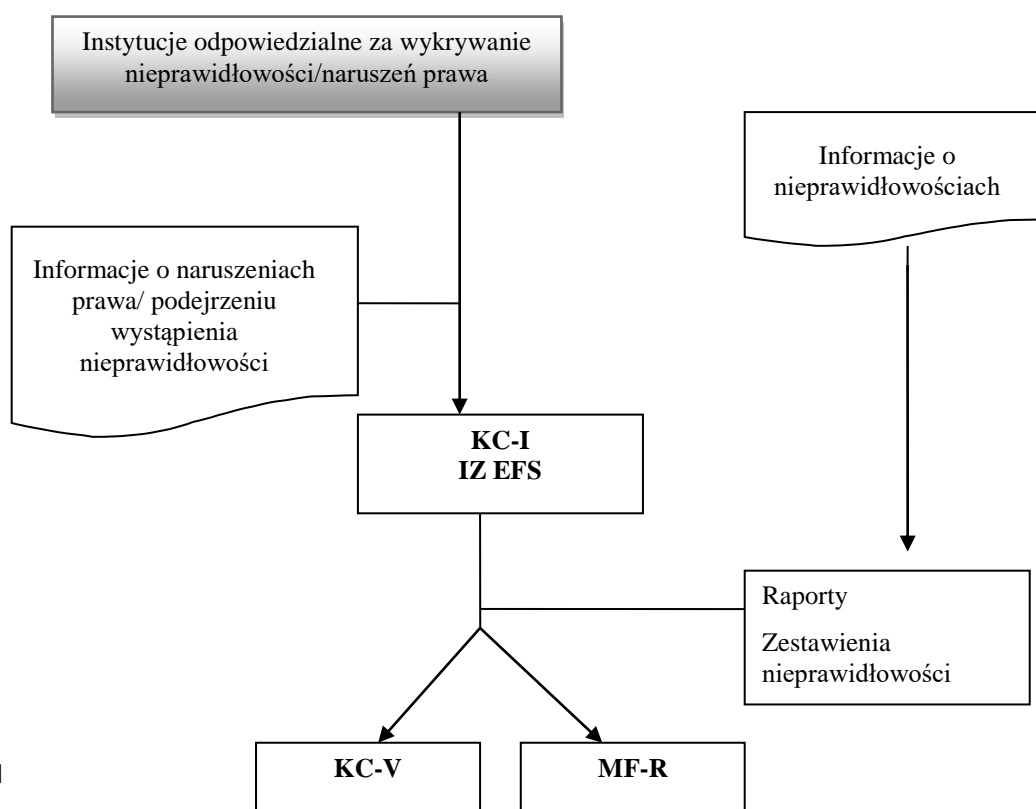 Instytucje odpowiedzialne za wykrywanie
nieprawidłowości/naruszeń prawa
Informacje o
nieprawidłowościach
Informacje o naruszeniach
prawa/ podejrzeniu
wystąpienia
nieprawidłowości
KC-I
IZ EFS
Raporty
Zestawienia
nieprawidłowości
KC-V
MF-R